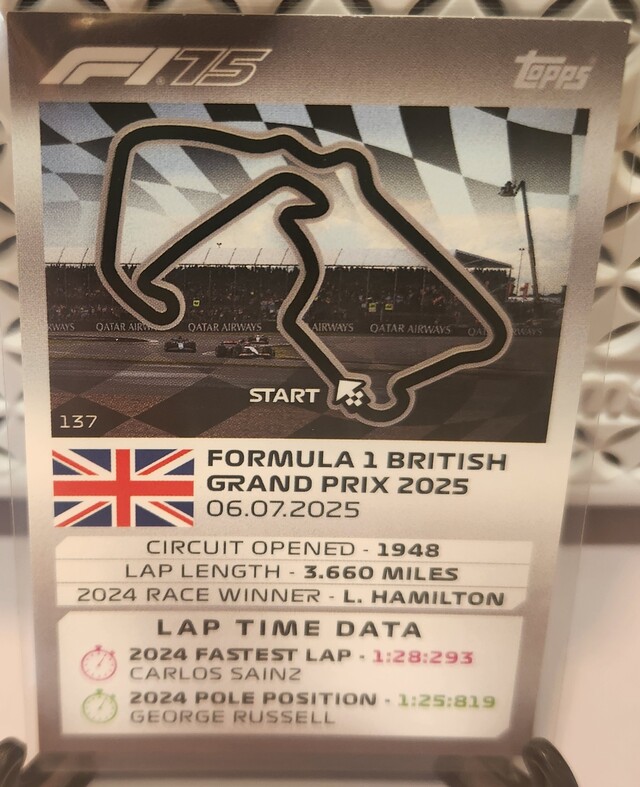 F1 75
Topps
QATAR AIRWAYS QATAR AIRWAYS AIRWAYS QATAR AIRWAYS QATAR AIRWAYS
START
137
FORMULA 1 BRITISH
GRAND PRIX 2025
06.07.2025
CIRCUIT OPENED - 1948
LAP LENGTH - 3.660 MILES
2024 RACE WINNER - L. HAMILTON
LAP TIME DATA
2024 FASTEST LAP - 1:28:293
CARLOS SAINZ
2024 POLE POSITION - 1:25:819
GEORGE RUSSELL